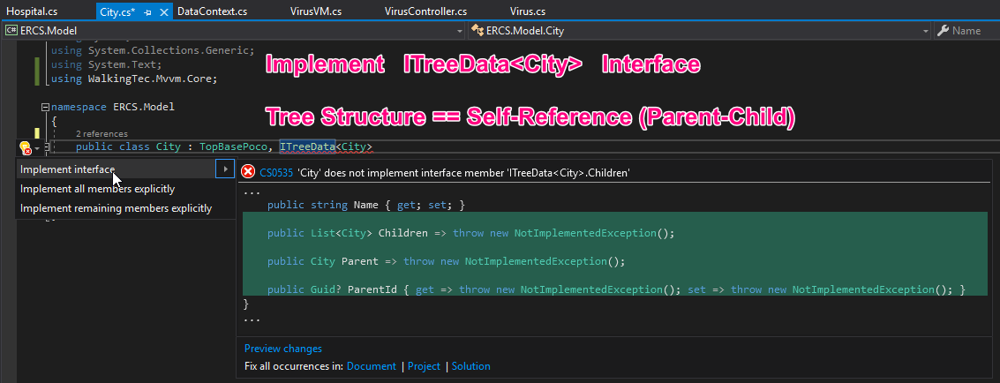 Hospital.cs City.cs* DataContext.cs VirusVM.cs VirusController.cs Virus.cs
C# ERCS.Model ERCS.Model.City Name
using System.Collections.Generic;
using System.Text;
using WalkingTec.Mvvm.Core;
Implement ITreeData<City> Interface
namespace ERCS.Model
{
Tree Structure == Self-Reference (Parent-Child)
2 references
public class City : TopBasePoco, ITreeData<City>
Implement interface
Implement all members explicitly
Implement remaining members explicitly
CS0535 'City' does not implement interface member 'ITreeData<City>.Children'
...
public string Name { get; set; }
public List<City> Children => throw new NotImplementedException();
public City Parent => throw new NotImplementedException();
public Guid? ParentId { get => throw new NotImplementedException(); set => throw new NotImplementedException(); }
}
...
Preview changes
Fix all occurrences in: Document | Project | Solution